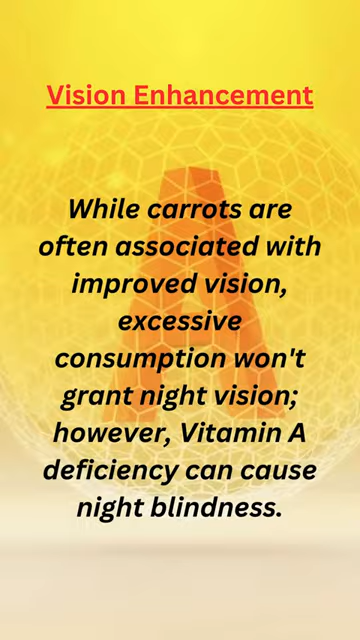 Vision Enhancement
While carrots are
often associated with
improved vision,
excessive
consumption won't
grant night vision;
however, Vitamin A
deficiency can cause
night blindness.
A